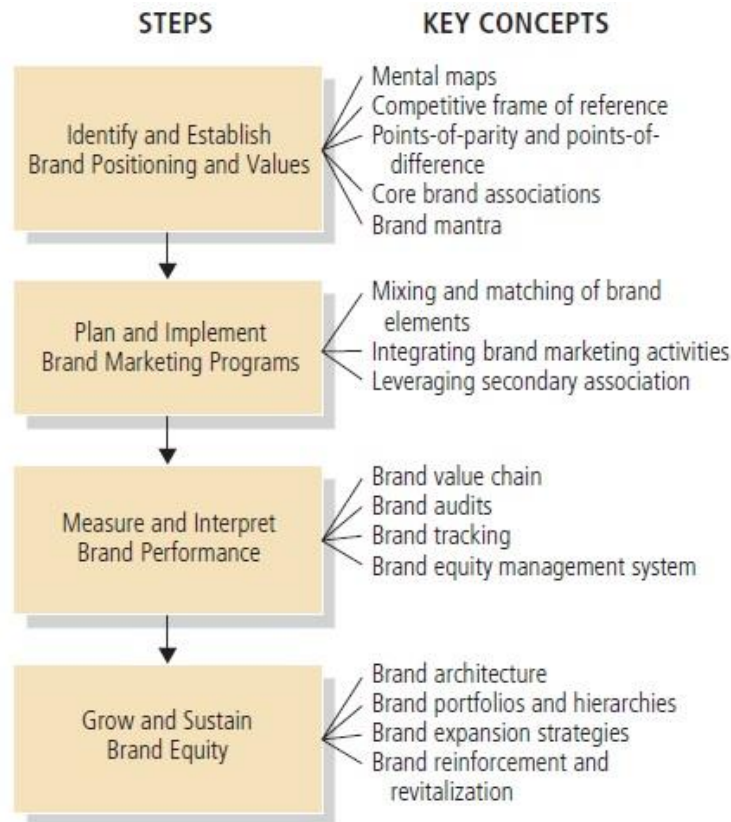 STEPS
KEY CONCEPTS
Identify and Establish
Brand Positioning and Values
Mental maps
Competitive frame of reference
Points-of-parity and points-of-
difference
Core brand associations
Brand mantra
Plan and Implement
Brand Marketing Programs
Mixing and matching of brand
elements
Integrating brand marketing activities
Leveraging secondary association
Measure and Interpret
Brand Performance
Brand value chain
Brand audits
Brand tracking
Brand equity management system
Grow and Sustain
Brand Equity
Brand architecture
Brand portfolios and hierarchies
Brand expansion strategies
Brand reinforcement and
revitalization